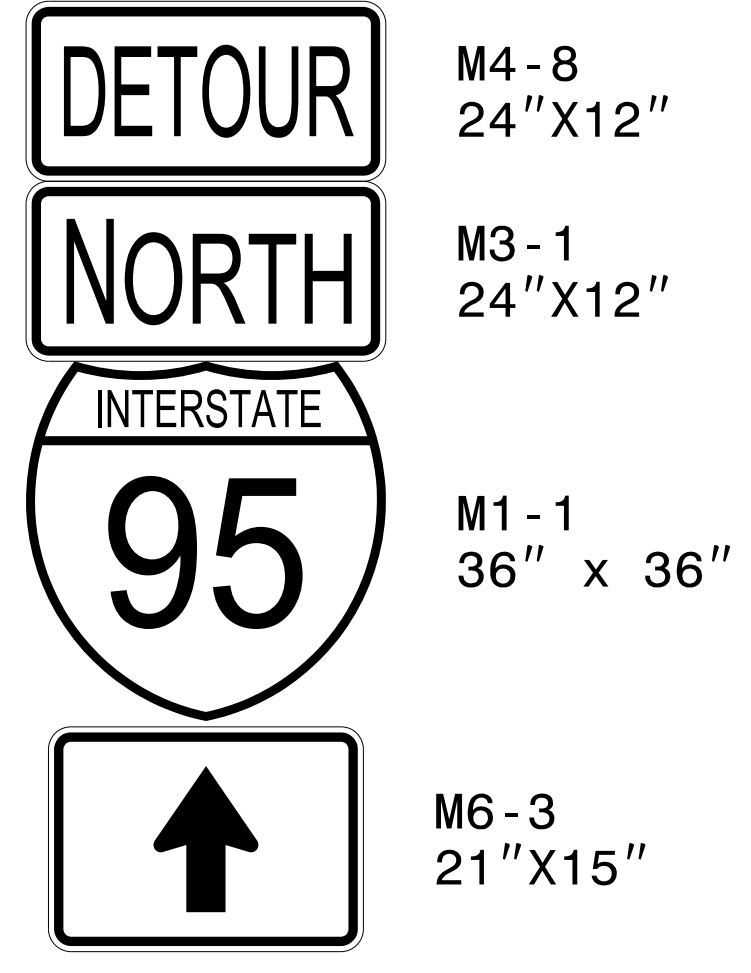 DETOUR
M4-8
24"X12"
NORTH
M3-1
24"X12"
INTERSTATE
95
M1-1
36" x 36"
M6-3
21"X15"